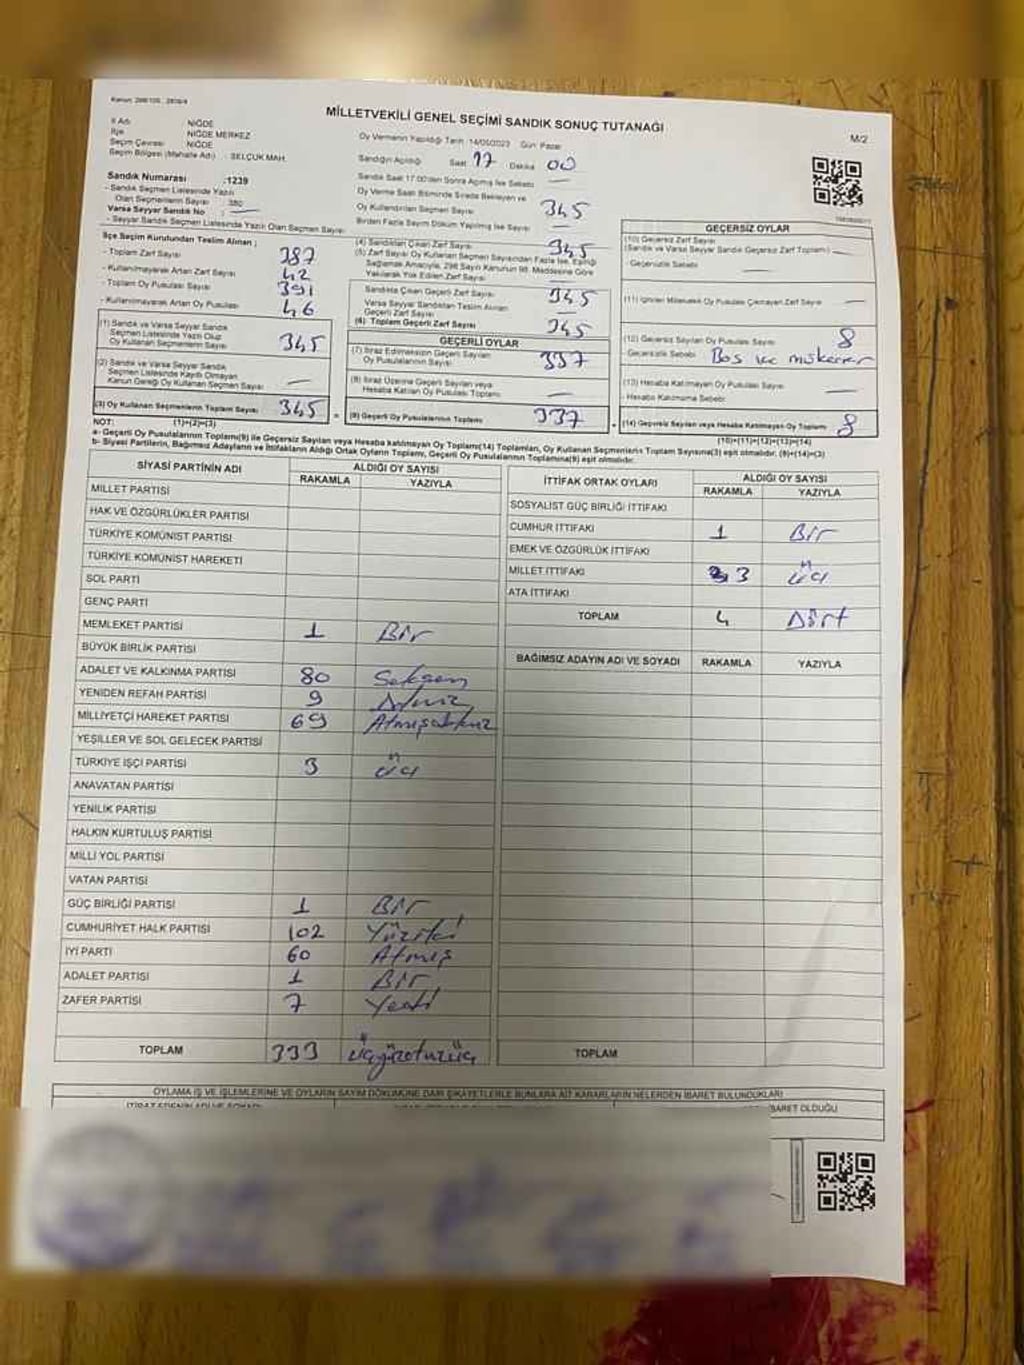 MİLLETVEKİLİ GENEL SEÇİMİ SANDIK SONUÇ TUTANAĞI
M/2
İl Adı NİĞDE
İlçe NİĞDE MERKEZ
Seçim Çevresi NİĞDE
Seçim Bölgesi (Mahalle Adı) : SELÇUK MAH.
Sandık Numarası :1239
- Sandık Seçmen Listesinde Yazılı
Olan Seçmenlerin Sayısı 380
Varsa Seyyar Sandık No :
- Seyyar Sandık Seçmen Listesinde Yazılı Olan Seçmen Sayısı
Oy Vermenin Yapıldığı Tarih 14/05/2023 Gün Pazar
Sandığın Açılışı Saat 17 Dakika 00
Sandık Saat 17:00'den Sonra Açılmış İse Sebebi
Oy Verme Saati Bitiminde Sırada Bekleyen ve
Oy Kullandırılan Seçmen Sayısı 345
Birden Fazla Sayım Döküm Yapılmış İse Sayısı
İlçe Seçim Kurulundan Teslim Alınan ;
- Toplam Zarf Sayısı 387
- Kullanılmayarak Artan Zarf Sayısı 42
- Toplam Oy Pusulası Sayısı 391
- Kullanılmayarak Artan Oy Pusulası 46
(1) Sandık ve Varsa Seyyar Sandık
Seçmen Listesinde Yazılı Olup
Oy Kullanan Seçmenlerin Sayısı 345
(2) Sandık ve Varsa Seyyar Sandık
Seçmen Listesinde Kayıtlı Olmayan
Kanun Gereği Oy Kullanan Seçmen Sayısı
(3) Oy Kullanan Seçmenlerin Toplam Sayısı 345
(1)+(2)=(3)
(4) Sandıktan Çıkan Zarf Sayısı 345
(5) Zarf Sayısı Oy Kullanan Seçmen Sayısından Fazla İse, Eşitliği
Sağlamak Amacıyla, 298 Sayılı Kanunun 98. Maddesine Göre
Yakılarak Yok Edilen Zarf Sayısı
Sandıkta Çıkan Geçerli Zarf Sayısı 345
Varsa Seyyar Sandıktan Teslim Alınan
Geçerli Zarf Sayısı
(6) Toplam Geçerli Zarf Sayısı 345
GEÇERLİ OYLAR
(7) İtiraz Edilmeksizin Geçerli Sayılan
Oy Pusulalarının Sayısı 337
(8) İtiraz Üzerine Geçerli Sayılan veya
Hesaba Katılan Oy Pusulası Toplamı
(9) Geçerli Oy Pusulalarının Toplamı 337
GEÇERSİZ OYLAR
(10) Geçersiz Zarf Sayısı
(Sandık ve Varsa Seyyar Sandık Geçersiz Zarf Toplamı)
- Geçersizlik Sebebi
(12) Geçersiz Sayılan Oy Pusulası Sayısı 8
- Geçersizlik Sebebi Boş ve mükerrer
(13) Hesaba Katılmayan Oy Pusulası Sayısı
- Hesaba Katılmama Sebebi
(14) Geçersiz Sayılan veya Hesaba Katılmayan Oy Toplamı 8
(10)+(11)+(12)+(13)=(14)
NOT:
a- Geçerli Oy Pusulalarının Toplamı(9) ile Geçersiz Sayılan veya Hesaba katılmayan Oy Toplamı(14) Toplamları, Oy Kullanan Seçmenlerin Toplam Sayısına(3) eşit olmalıdır. (9)+(14)=(3)
b- Siyasi Partilerin, Bağımsız Adayların ve İttifakların Aldığı Ortak Oyların Toplamı, Geçerli Oy Pusulalarının Toplamına(9) eşit olmalıdır.
SİYASİ PARTİNİN ADI ALDIĞI OY SAYISI
RAKAMLA YAZIYLA
MİLLET PARTİSİ
HAK VE ÖZGÜRLÜKLER PARTİSİ
TÜRKİYE KOMÜNİST PARTİSİ
TÜRKİYE KOMÜNİST HAREKETİ
SOL PARTİ
GENÇ PARTİ
MEMLEKET PARTİSİ 1 Bir
BÜYÜK BİRLİK PARTİSİ
ADALET VE KALKINMA PARTİSİ 80 Seksen
YENİDEN REFAH PARTİSİ 9
MİLLİYETÇİ HAREKET PARTİSİ 69 Atmışdokuz
YEŞİLLER VE SOL GELECEK PARTİSİ
TÜRKİYE İŞÇİ PARTİSİ 3 üç
ANAVATAN PARTİSİ
YENİLİK PARTİSİ
HALKIN KURTULUŞ PARTİSİ
MİLLİ YOL PARTİSİ
VATAN PARTİSİ
GÜÇ BİRLİĞİ PARTİSİ 1 Bir
CUMHURİYET HALK PARTİSİ 102 Yüziki
İYİ PARTİ 60 Atmış
ADALET PARTİSİ 1 Bir
ZAFER PARTİSİ 7 Yedi
TOPLAM 333 üçyüzotuzüç
İTTİFAK ORTAK OYLARI ALDIĞI OY SAYISI
RAKAMLA YAZIYLA
SOSYALİST GÜÇ BİRLİĞİ İTTİFAKI
CUMHUR İTTİFAKI 1 Bir
EMEK VE ÖZGÜRLÜK İTTİFAKI
MİLLET İTTİFAKI 3 üç
ATA İTTİFAKI
TOPLAM 4 Dört
BAĞIMSIZ ADAYIN ADI VE SOYADI RAKAMLA YAZIYLA
TOPLAM
OYLAMA İŞ VE İŞLEMLERİNE VE OYLARIN SAYIM DÖKÜMÜNE DAİR ŞİKAYETLERLE BUNLARA AİT KARARLARIN NELERDEN İBARET BULUNDUKLARI
İTİRAZ EDENİN ADI VE SOYADI
İBARET OLDUĞU